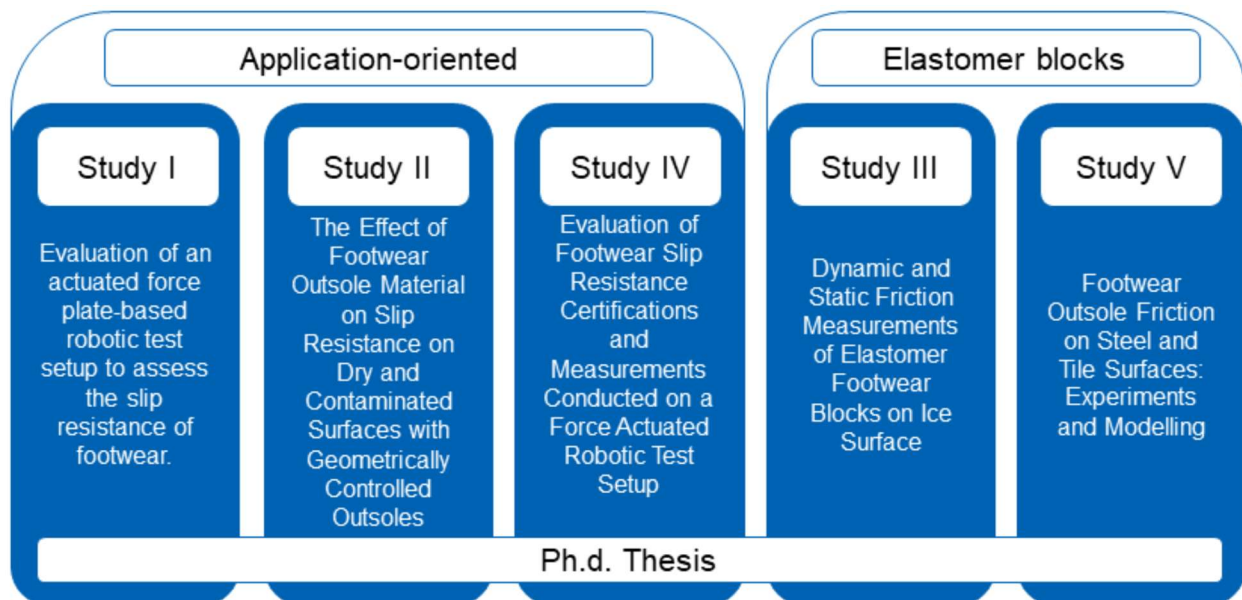 Application-oriented
Study I
Evaluation of an
actuated force
plate-based
robotic test
setup to assess
the slip
resistance of
footwear.
Study II
The Effect of
Footwear
Outsole Material
on Slip
Resistance on
Dry and
Contaminated
Surfaces with
Geometrically
Controlled
Outsoles
Study IV
Evaluation of
Footwear Slip
Resistance
Certifications
and
Measurements
Conducted on a
Force Actuated
Robotic Test
Setup
Elastomer blocks
Study III
Dynamic and
Static Friction
Measurements
of Elastomer
Footwear
Blocks on Ice
Surface
Study V
Footwear
Outsole Friction
on Steel and
Tile Surfaces:
Experiments
and Modelling
Ph.d. Thesis